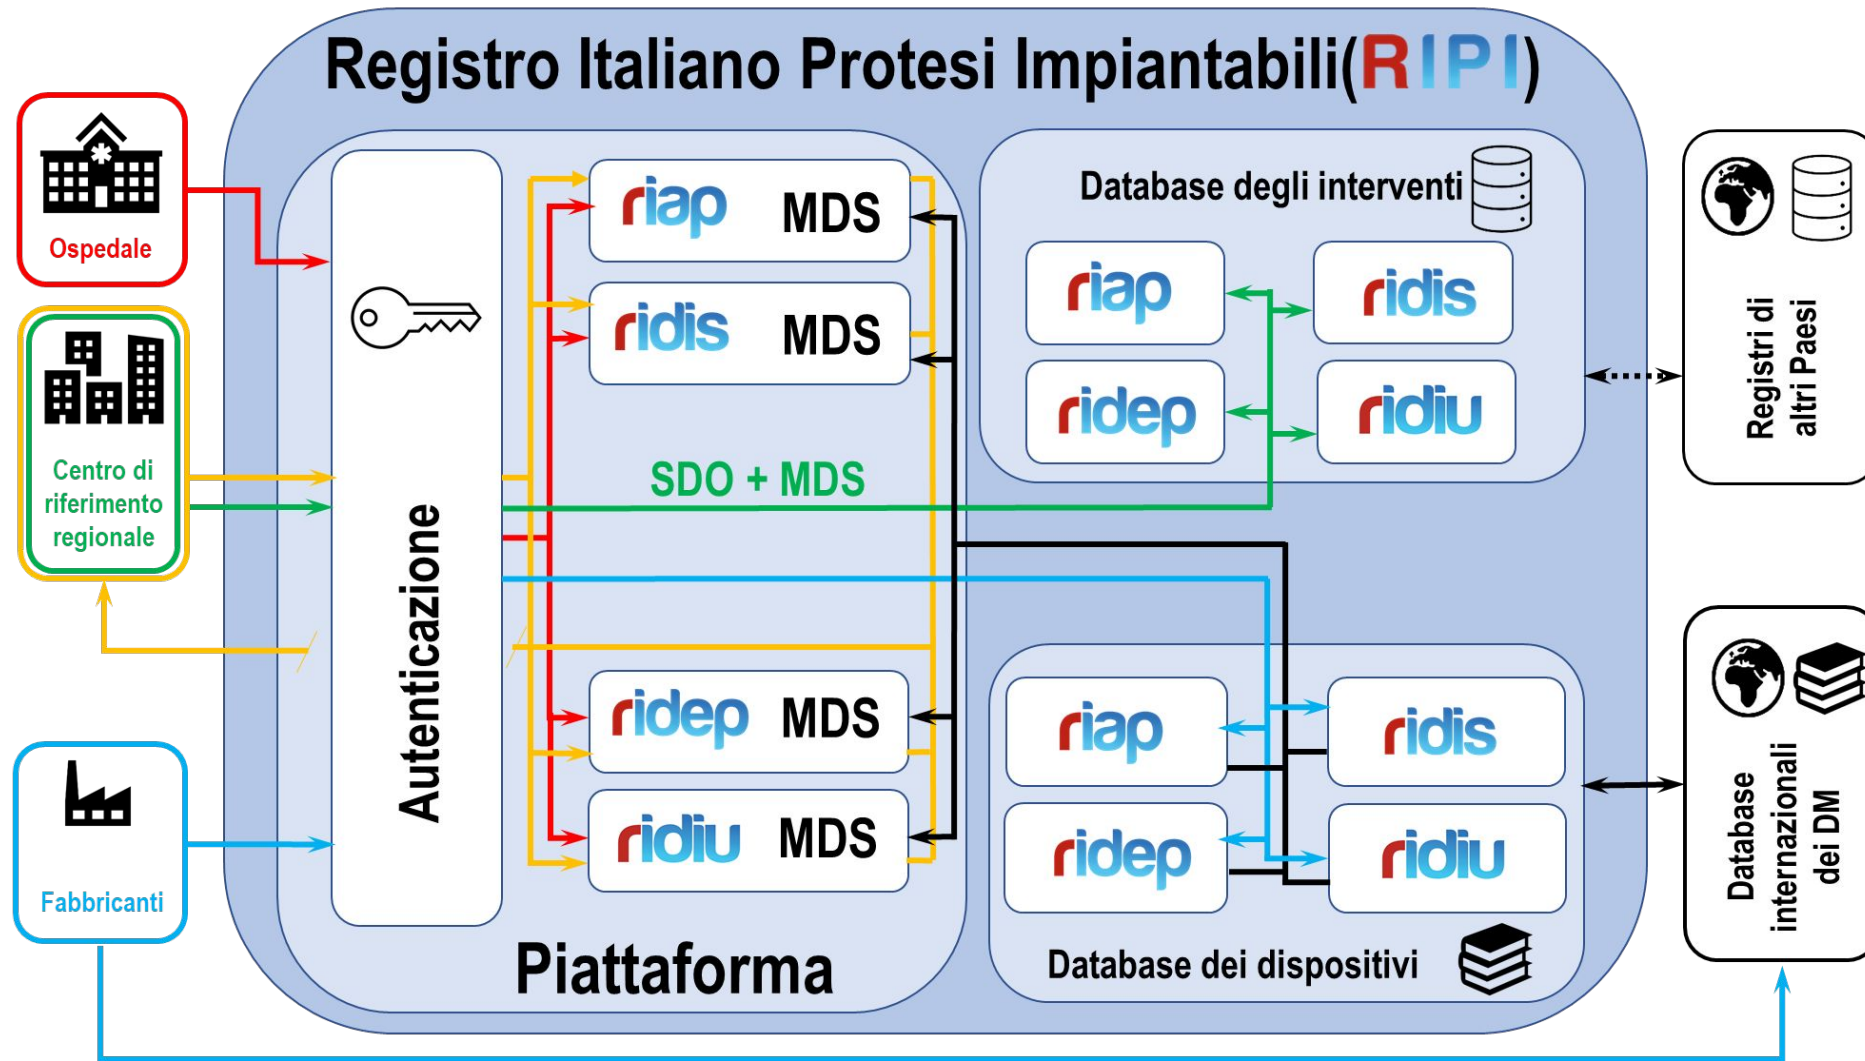 Registro Italiano Protesi Impiantabili(RIPI)
Ospedale
Centro di
riferimento
regionale
Fabbricanti
Autenticazione
riap MDS
ridis MDS
SDO + MDS
ridep MDS
ridiu MDS
Piattaforma
Database degli interventi
riap
ridis
ridep
ridiu
riap
ridis
ridep
ridiu
Database dei dispositivi
Registri di
altri Paesi
Database
internazionali
dei DM